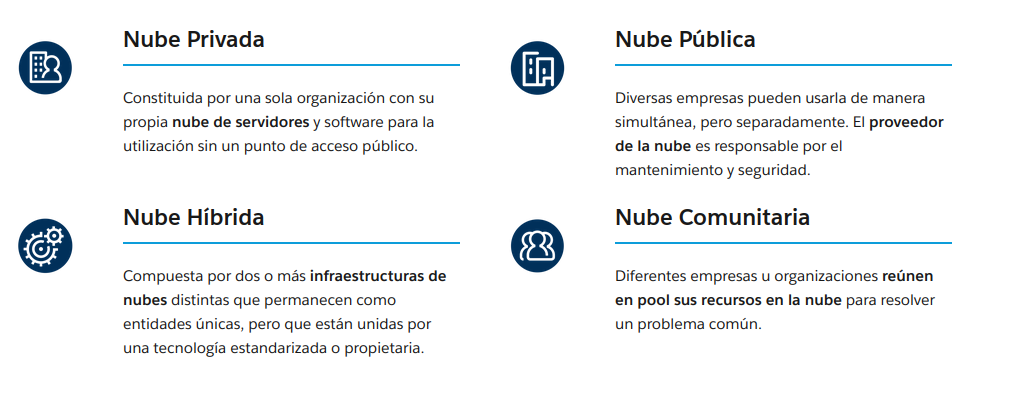 Nube Privada
Constituida por una sola organización con su
propia nube de servidores y software para la
utilización sin un punto de acceso público.
Nube Pública
Diversas empresas pueden usarla de manera
simultánea, pero separadamente. El proveedor
de la nube es responsable por el
mantenimiento y seguridad.
Nube Híbrida
Compuesta por dos o más infraestructuras de
nubes distintas que permanecen como
entidades únicas, pero que están unidas por
una tecnología estandarizada o propietaria.
Nube Comunitaria
Diferentes empresas u organizaciones reúnen
en pool sus recursos en la nube para resolver
un problema común.